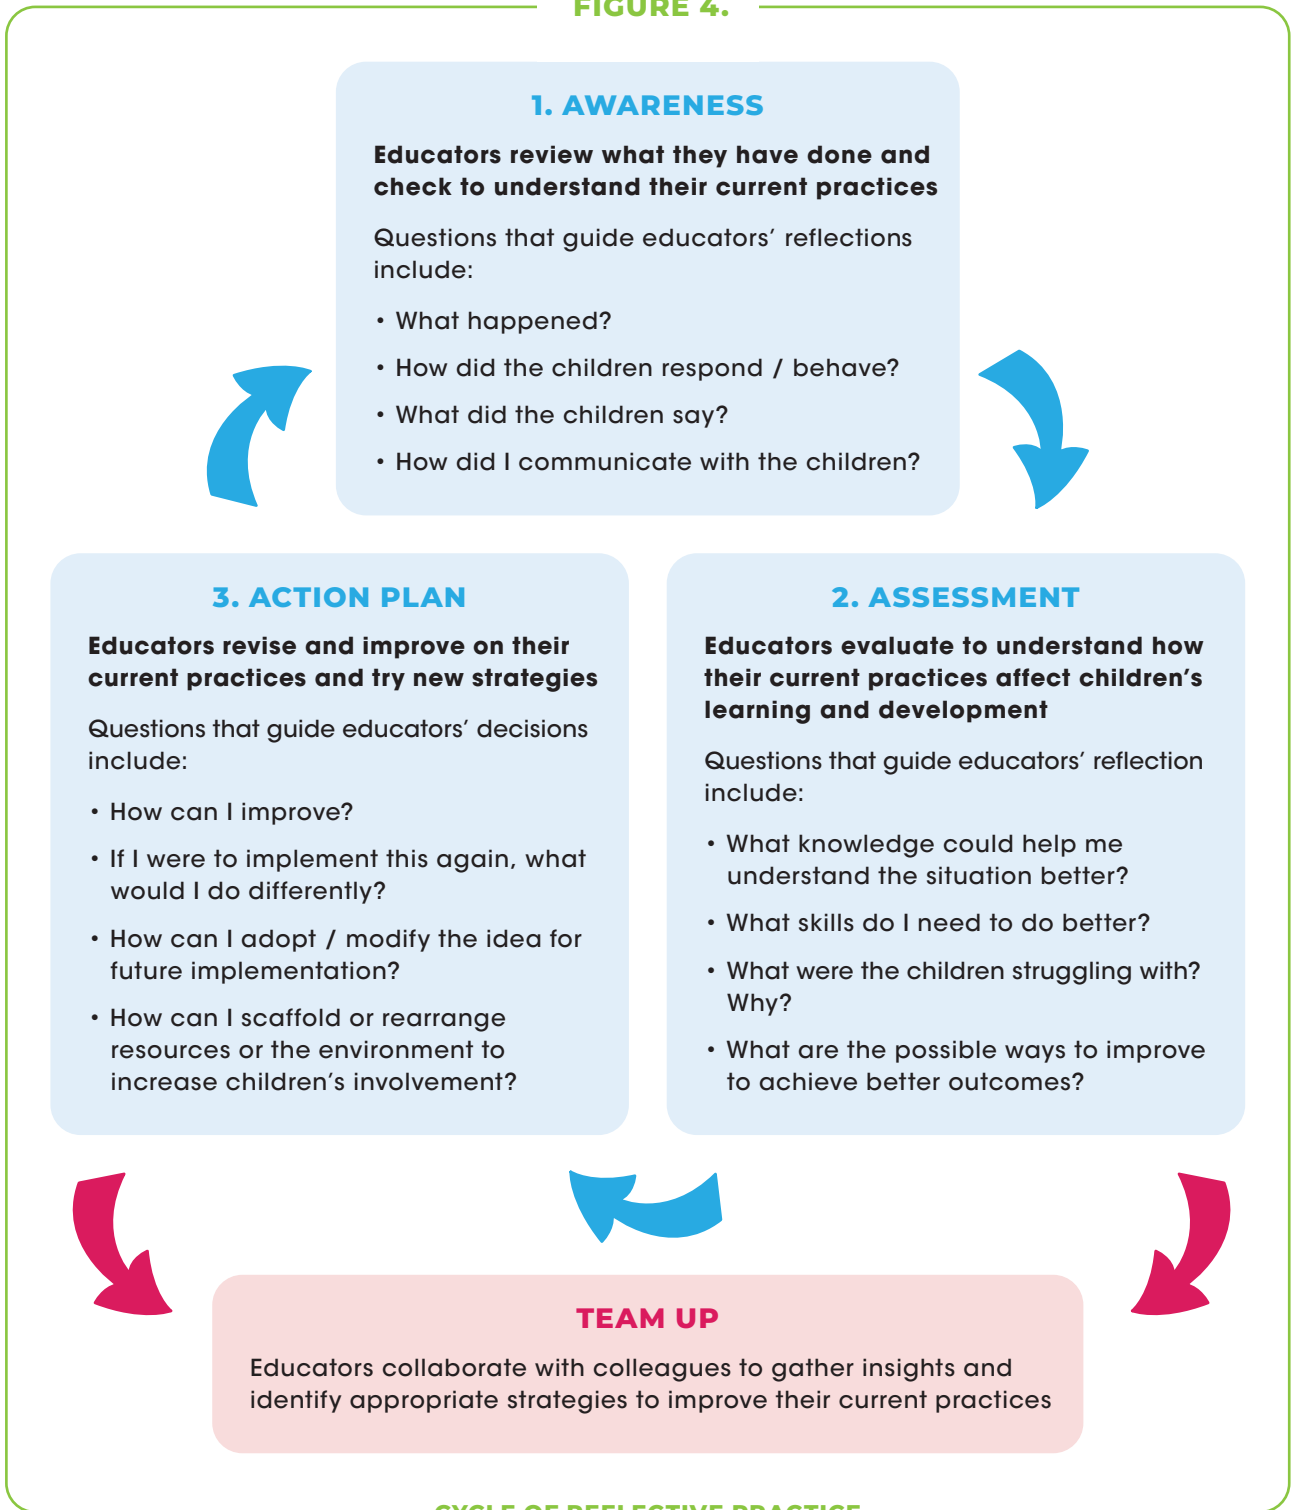 FIGURE 4.
1. AWARENESS
Educators review what they have done and
check to understand their current practices
Questions that guide educators’ reflections
include:
• What happened?
• How did the children respond / behave?
• What did the children say?
• How did I communicate with the children?
3. ACTION PLAN
Educators revise and improve on their
current practices and try new strategies
Questions that guide educators’ decisions
include:
• How can I improve?
• If I were to implement this again, what
would I do differently?
• How can I adopt / modify the idea for
future implementation?
• How can I scaffold or rearrange
resources or the environment to
increase children’s involvement?
2. ASSESSMENT
Educators evaluate to understand how
their current practices affect children’s
learning and development
Questions that guide educators’ reflection
include:
• What knowledge could help me
understand the situation better?
• What skills do I need to do better?
• What were the children struggling with?
Why?
• What are the possible ways to improve
to achieve better outcomes?
TEAM UP
Educators collaborate with colleagues to gather insights and
identify appropriate strategies to improve their current practices
CYCLE OF REFLECTIVE PRACTICE